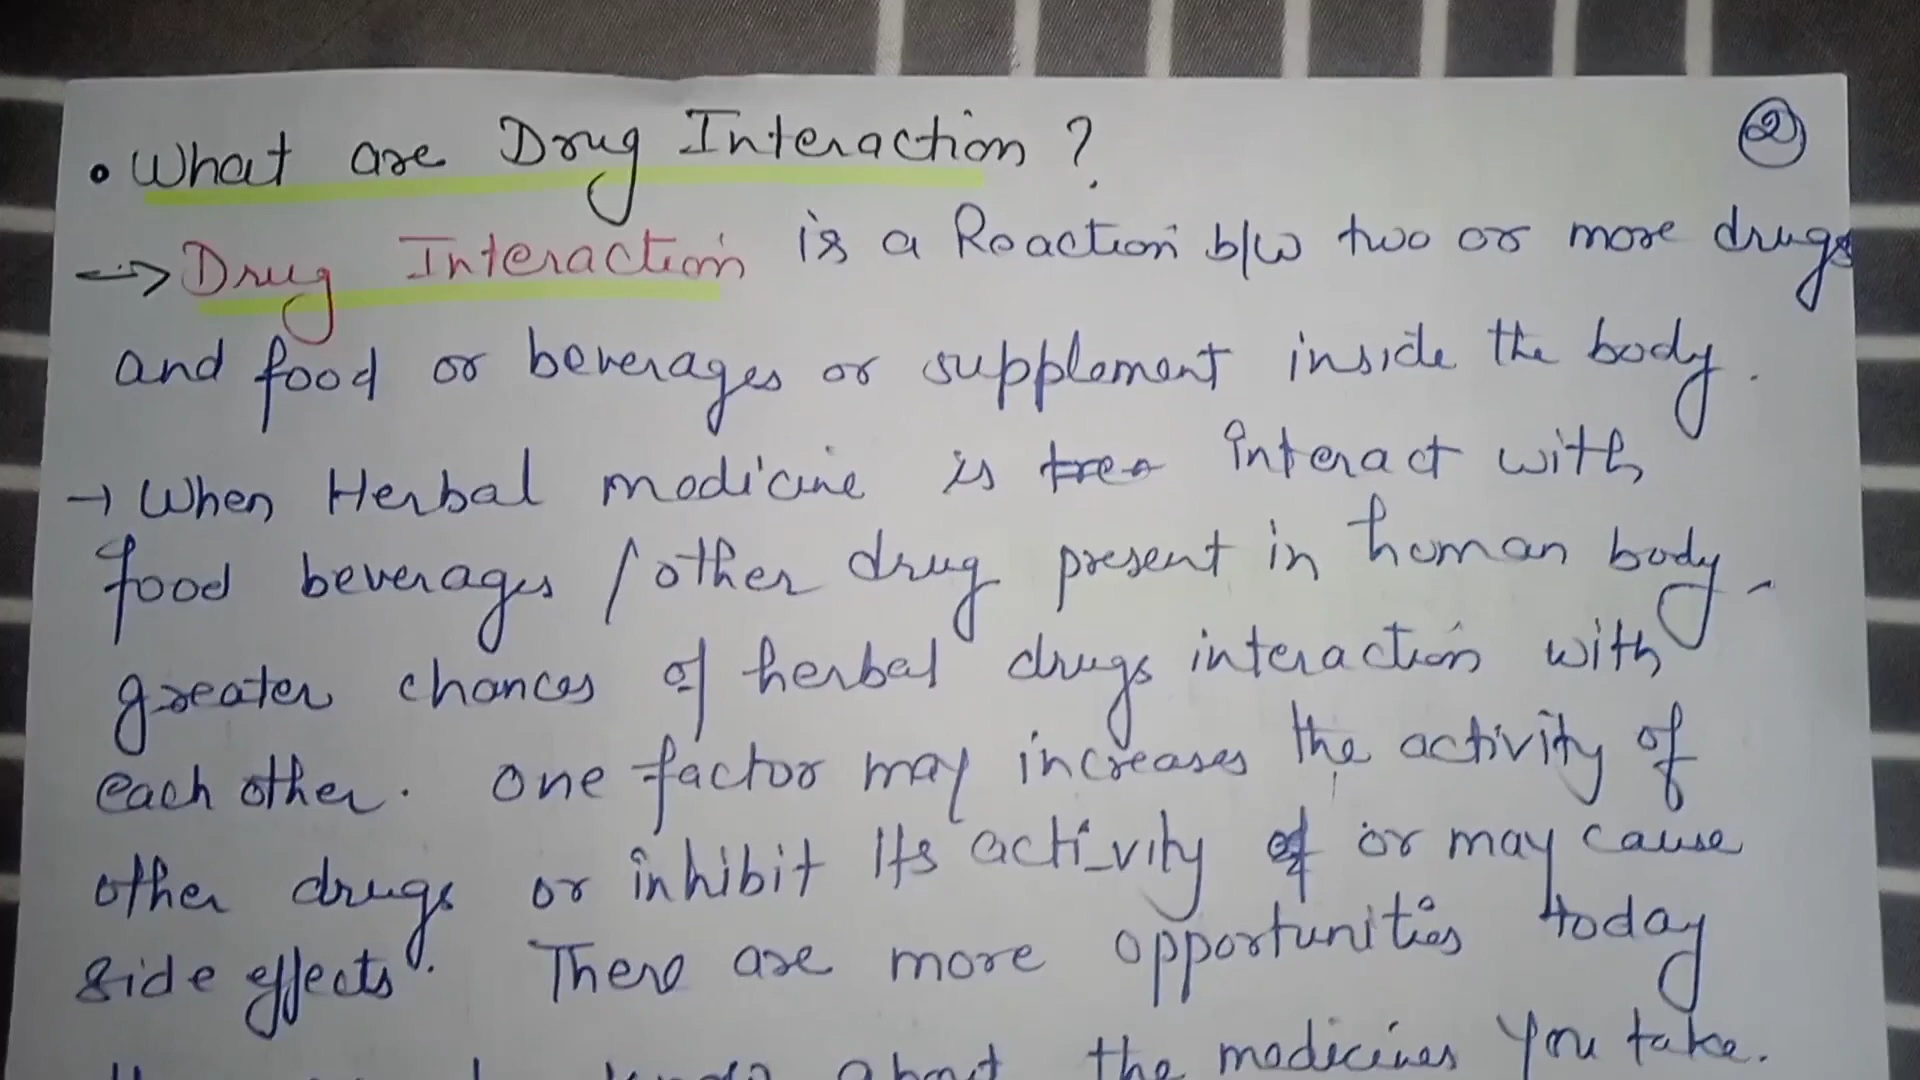 • What are Drug Interaction ?
2
--> Drug Interaction is a Reaction b/w two or more drugs
and food or beverages or supplement inside the body.
→ When Herbal medicine is interact with
food beverages / other drug present in human body -
greater chances of herbal drugs interaction with
each other. One factor may increases the activity of
other drugs or inhibit its activity or may cause
side effects. There are more opportunities today
about the medicines you take.